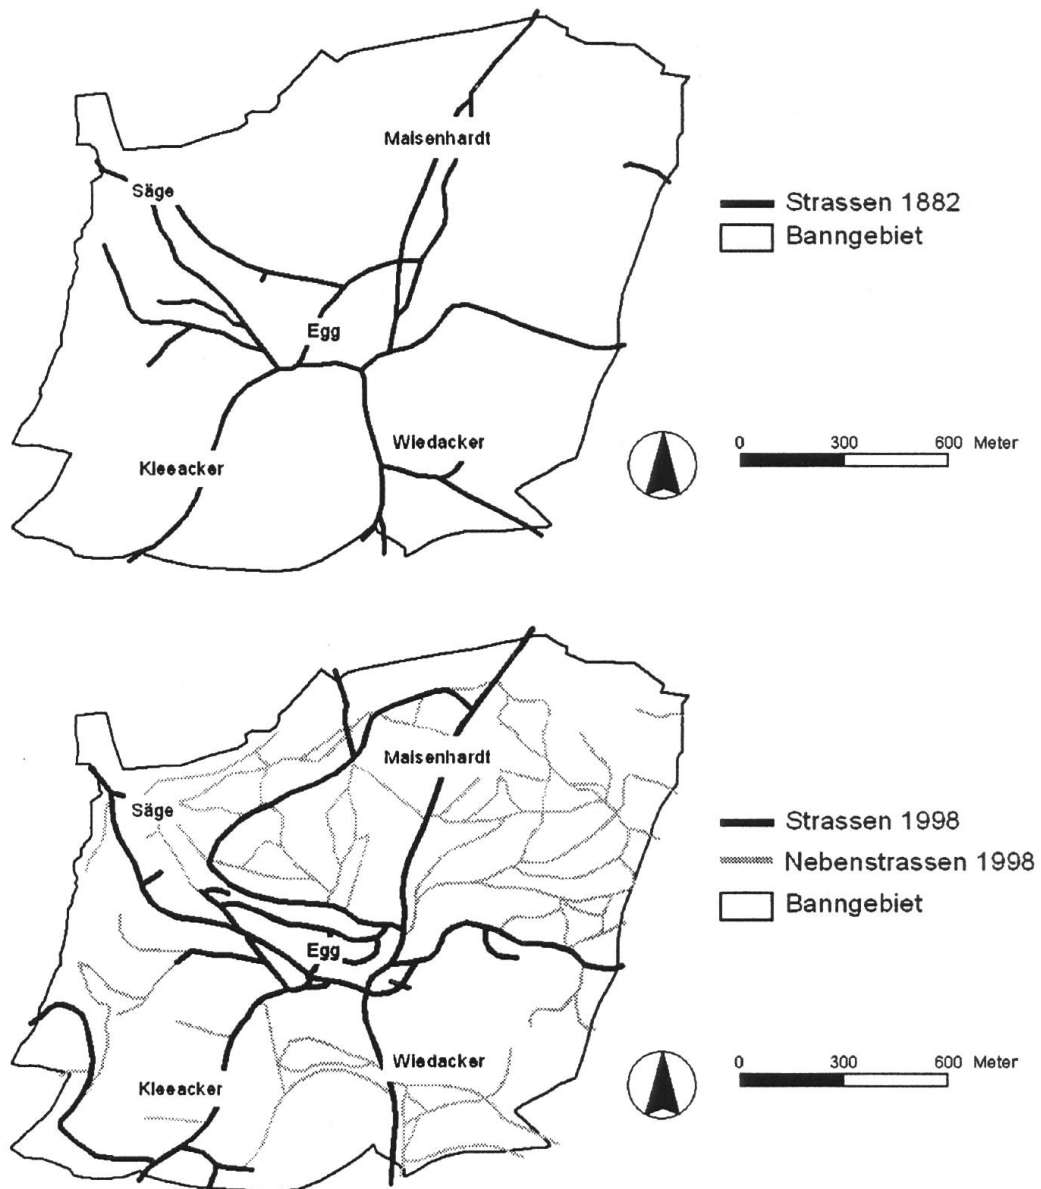 Maisenhardt
Säge
Strassen 1882
Banngebiet
Egg
Wiedacker
Kleeacker
0 300 600 Meter
Maisenhardt
Säge
Strassen 1998
Nebenstrassen 1998
Banngebiet
Egg
Wiedacker
Kleeacker
0 300 600 Meter